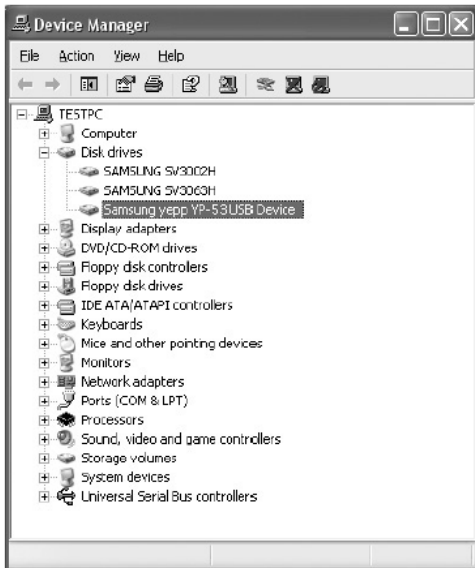 Device Manager
File Action View Help
TESTPC
Computer
Disk drives
SAMSUNG SV3002H
SAMSUNG SV3063H
Samsung yepp YP-53 USB Device
Display adapters
DVD/CD-ROM drives
Floppy disk controllers
Floppy disk drives
IDE ATA/ATAPI controllers
Keyboards
Mice and other pointing devices
Monitors
Network adapters
Ports (COM & LPT)
Processors
Sound, video and game controllers
Storage volumes
System devices
Universal Serial Bus controllers